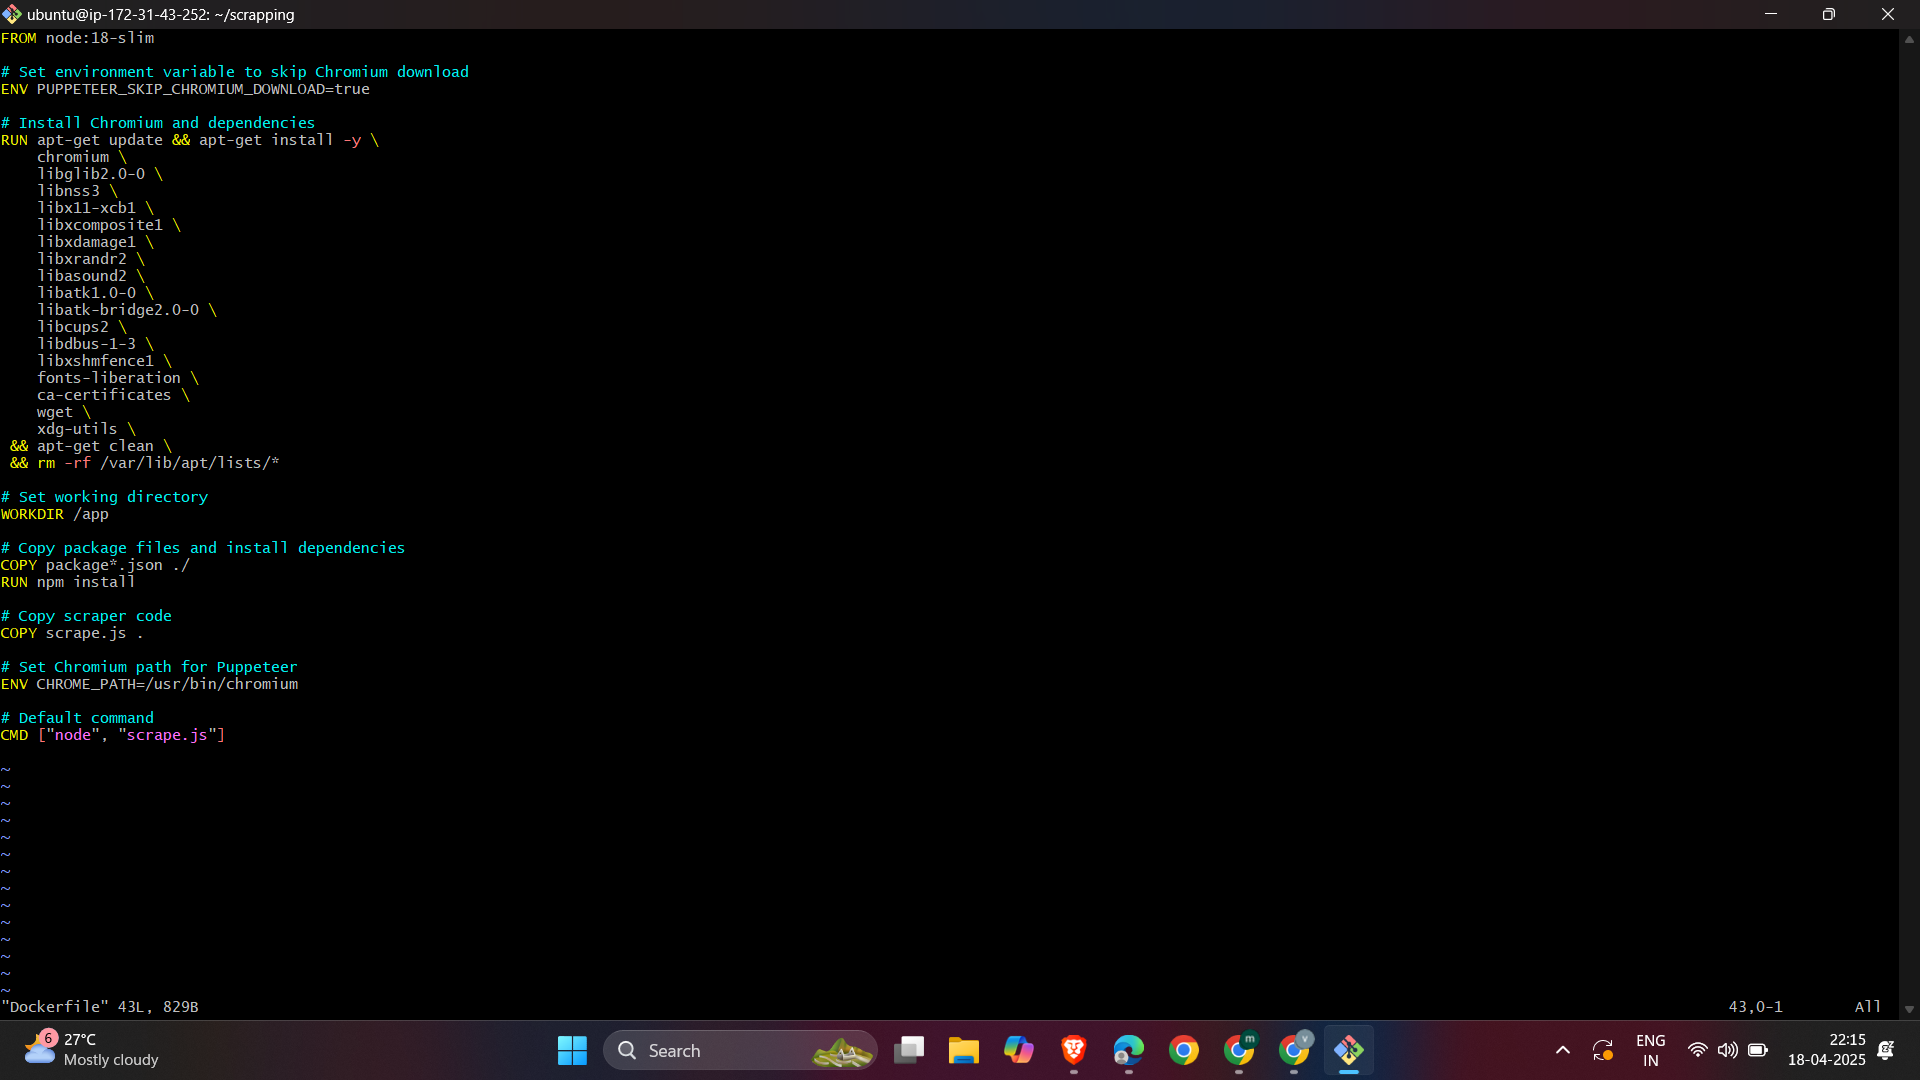 ubuntu@ip-172-31-43-252: ~/scrapping
FROM node:18-slim

# Set environment variable to skip Chromium download
ENV PUPPETEER_SKIP_CHROMIUM_DOWNLOAD=true

# Install Chromium and dependencies
RUN apt-get update && apt-get install -y \
    chromium \
    libglib2.0-0 \
    libnss3 \
    libx11-xcb1 \
    libxcomposite1 \
    libxdamage1 \
    libxrandr2 \
    libasound2 \
    libatk1.0-0 \
    libatk-bridge2.0-0 \
    libcups2 \
    libdbus-1-3 \
    libxshmfence1 \
    fonts-liberation \
    ca-certificates \
    wget \
    xdg-utils \
 && apt-get clean \
 && rm -rf /var/lib/apt/lists/*

# Set working directory
WORKDIR /app

# Copy package files and install dependencies
COPY package*.json ./
RUN npm install

# Copy scraper code
COPY scrape.js .

# Set Chromium path for Puppeteer
ENV CHROME_PATH=/usr/bin/chromium

# Default command
CMD ["node", "scrape.js"]

~
~
~
~
~
~
~
~
~
~
~
~
~
~
"Dockerfile" 43L, 829B 43,0-1 All
6
27°C
Mostly cloudy
Search
m
v
ENG
IN
22:15
18-04-2025